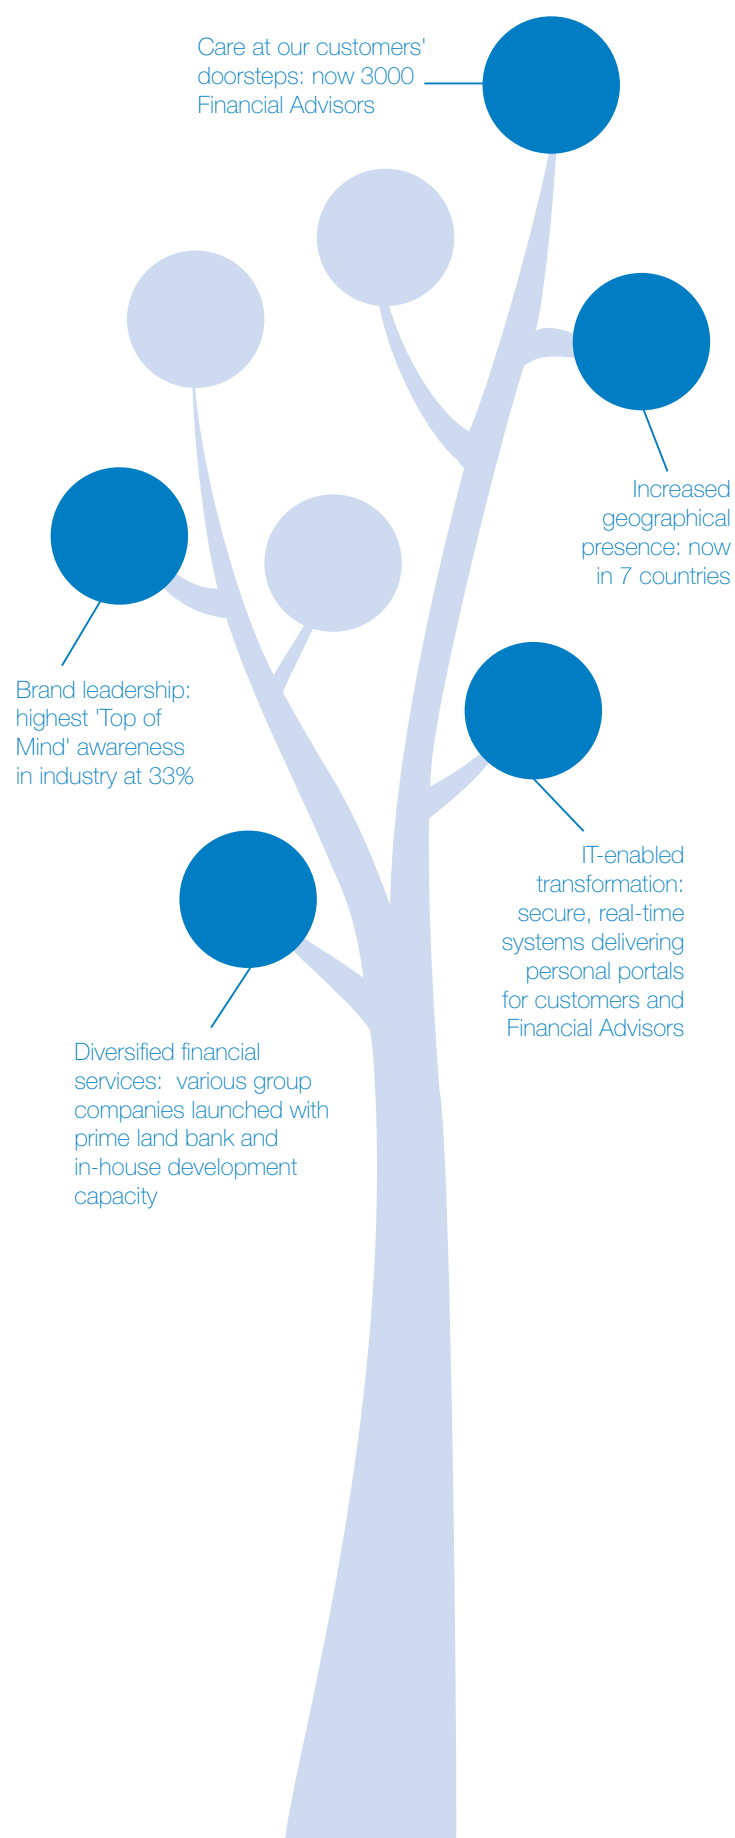 Care at our customers'
doorsteps: now 3000
Financial Advisors
Increased
geographical
presence: now
in 7 countries
Brand leadership:
highest 'Top of
Mind' awareness
in industry at 33%
IT-enabled
transformation:
secure, real-time
systems delivering
personal portals
for customers and
Financial Advisors
Diversified financial
services:  various group
companies launched with
prime land bank and
in-house development
capacity